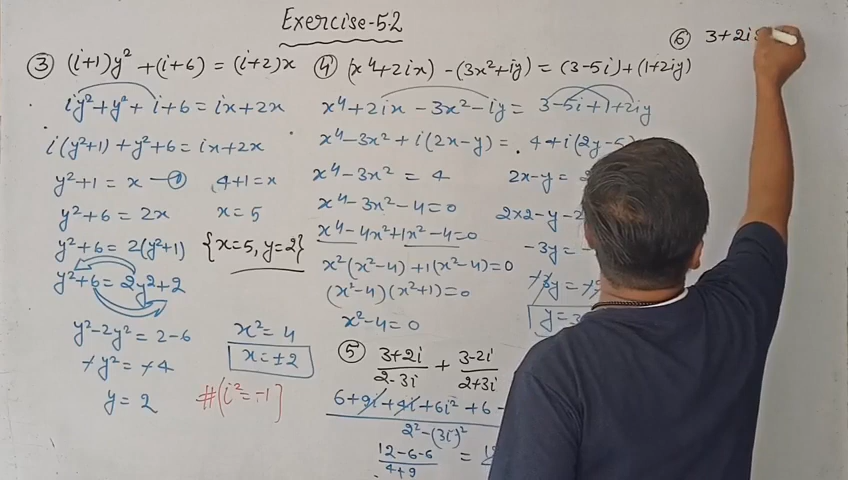 Exercise-5.2
③ (i+1)y² + (i+6) = (i+2)x
iy² + y² + i + 6 = ix + 2x
i(y²+1) + y² + 6 = ix + 2x
y² + 1 = x —①
4+1 = x
y² + 6 = 2x
x = 5
y² + 6 = 2(y²+1)
{x=5, y=2}
y² + 6 = 2y² + 2
y² - 2y² = 2 - 6
-y² = -4
y = 2
x² = 4
x = ±2
#(i² = -1]
④ (x⁴+2ix) - (3x²+iy) = (3-5i) + (1+2iy)
x⁴ + 2ix - 3x² - iy = 3-5i+1+2iy
x⁴ - 3x² + i(2x-y) = 4 + i(2y-5)
x⁴ - 3x² = 4
2x-y =
x⁴ - 3x² - 4 = 0
2x2-y-2
x⁴ - 4x² + 1x² - 4 = 0
-3y =
x²(x²-4) + 1(x²-4) = 0
(x²-4)(x²+1) = 0
y = 3
x² - 4 = 0
⑤ 3+2i/2-3i + 3-2i/2+3i
6+9i+4i+6i²+6-
2²-(3i)²
12-6-6/4+9 =
⑥ 3+2i